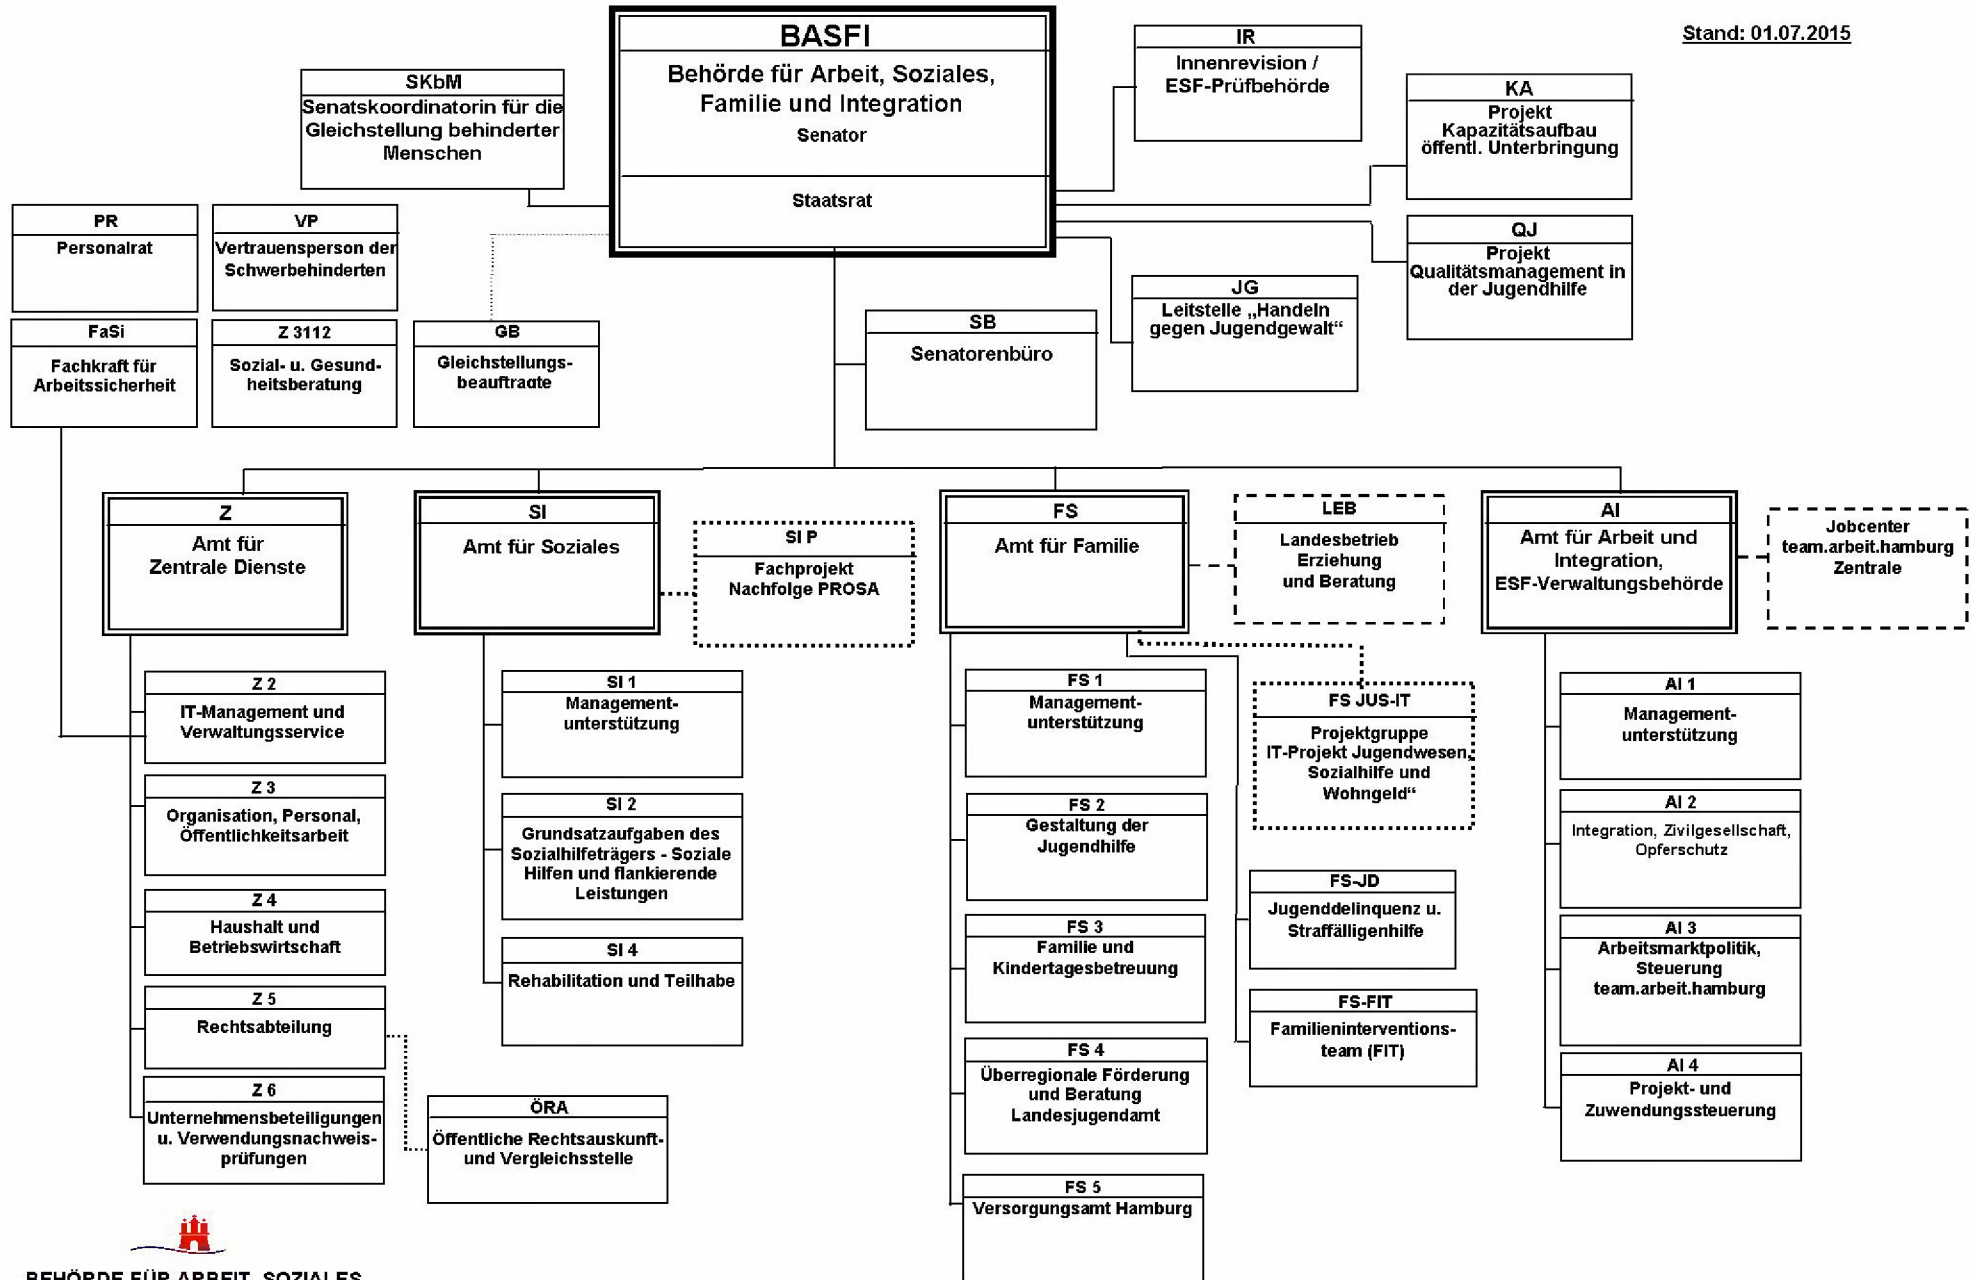 BASFI
Behörde für Arbeit, Soziales,
Familie und Integration
Senator
Staatsrat
Stand: 01.07.2015
SKbM
Senatskoordinatorin für die
Gleichstellung behinderter
Menschen
IR
Innenrevision /
ESF-Prüfbehörde
KA
Projekt
Kapazitätsaufbau
öffentl. Unterbringung
QJ
Projekt
Qualitätsmanagement in
der Jugendhilfe
JG
Leitstelle „Handeln
gegen Jugendgewalt“
SB
Senatorenbüro
PR
Personalrat
VP
Vertrauensperson der
Schwerbehinderten
FaSi
Fachkraft für
Arbeitssicherheit
Z 3112
Sozial- u. Gesund-
heitsberatung
GB
Gleichstellungs-
beauftragte
Z
Amt für
Zentrale Dienste
Z 2
IT-Management und
Verwaltungsservice
Z 3
Organisation, Personal,
Öffentlichkeitsarbeit
Z 4
Haushalt und
Betriebswirtschaft
Z 5
Rechtsabteilung
Z 6
Unternehmensbeteiligungen
u. Verwendungsnachweis-
prüfungen
ÖRA
Öffentliche Rechtsauskunft-
und Vergleichsstelle
SI
Amt für Soziales
SI P
Fachprojekt
Nachfolge PROSA
SI 1
Management-
unterstützung
SI 2
Grundsatzaufgaben des
Sozialhilfeträgers - Soziale
Hilfen und flankierende
Leistungen
SI 4
Rehabilitation und Teilhabe
FS
Amt für Familie
LEB
Landesbetrieb
Erziehung
und Beratung
FS 1
Management-
unterstützung
FS 2
Gestaltung der
Jugendhilfe
FS 3
Familie und
Kindertagesbetreuung
FS 4
Überregionale Förderung
und Beratung
Landesjugendamt
FS 5
Versorgungsamt Hamburg
FS JUS-IT
Projektgruppe
IT-Projekt Jugendwesen,
Sozialhilfe und
Wohngeld“
FS-JD
Jugenddelinquenz u.
Straffälligenhilfe
FS-FIT
Familieninterventions-
team (FIT)
AI
Amt für Arbeit und
Integration,
ESF-Verwaltungsbehörde
Jobcenter
team.arbeit.hamburg
Zentrale
AI 1
Management-
unterstützung
AI 2
Integration, Zivilgesellschaft,
Opferschutz
AI 3
Arbeitsmarktpolitik,
Steuerung
team.arbeit.hamburg
AI 4
Projekt- und
Zuwendungssteuerung
BEHÖRDE FÜR ARBEIT, SOZIALES,